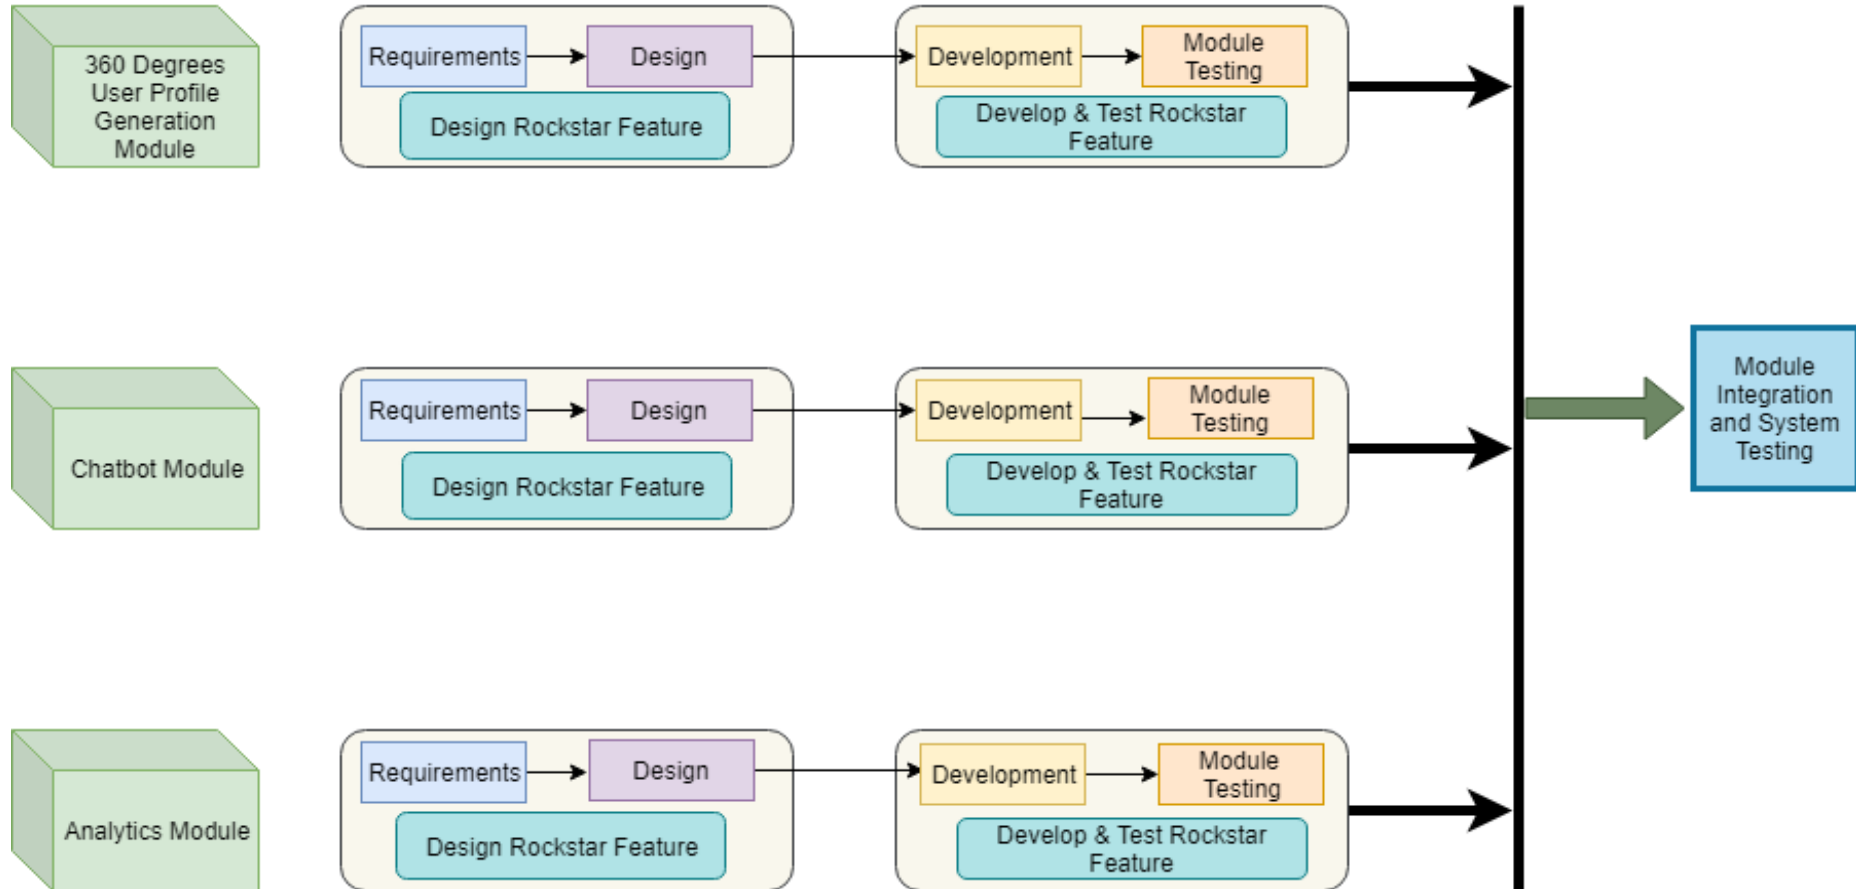 360 Degrees
User Profile
Generation
Module
Requirements
Design
Design Rockstar Feature
Development
Module
Testing
Develop & Test Rockstar
Feature
Chatbot Module
Requirements
Design
Design Rockstar Feature
Development
Module
Testing
Develop & Test Rockstar
Feature
Module
Integration
and System
Testing
Analytics Module
Requirements
Design
Design Rockstar Feature
Development
Module
Testing
Develop & Test Rockstar
Feature